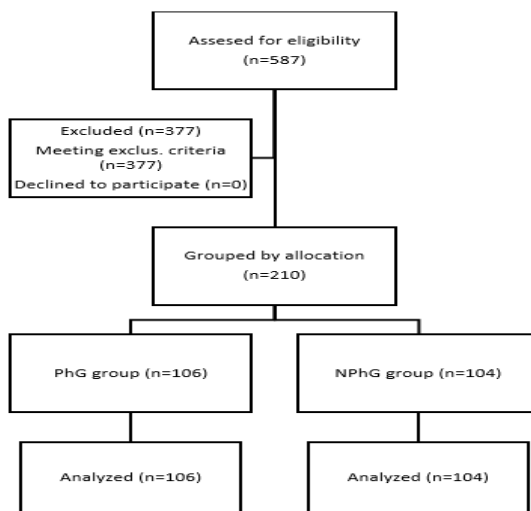 Assesed for eligibility
(n=587)
Excluded (n=377)
Meeting exclus. criteria
(n=377)
Declined to participate (n=0)
Grouped by allocation
(n=210)
PhG group (n=106)
NPhG group (n=104)
Analyzed (n=106)
Analyzed (n=104)